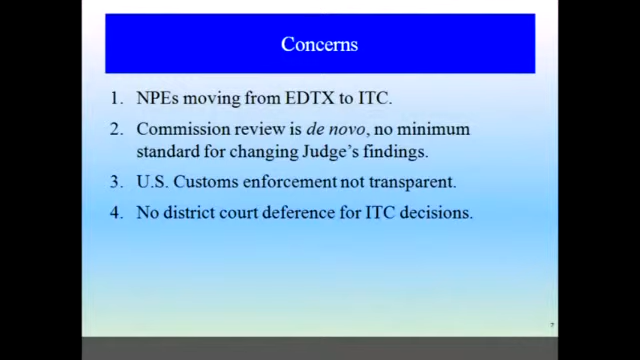 Concerns
1. NPEs moving from EDTX to ITC.
2. Commission review is de novo, no minimum
standard for changing Judge's findings.
3. U.S. Customs enforcement not transparent.
4. No district court deference for ITC decisions.
7